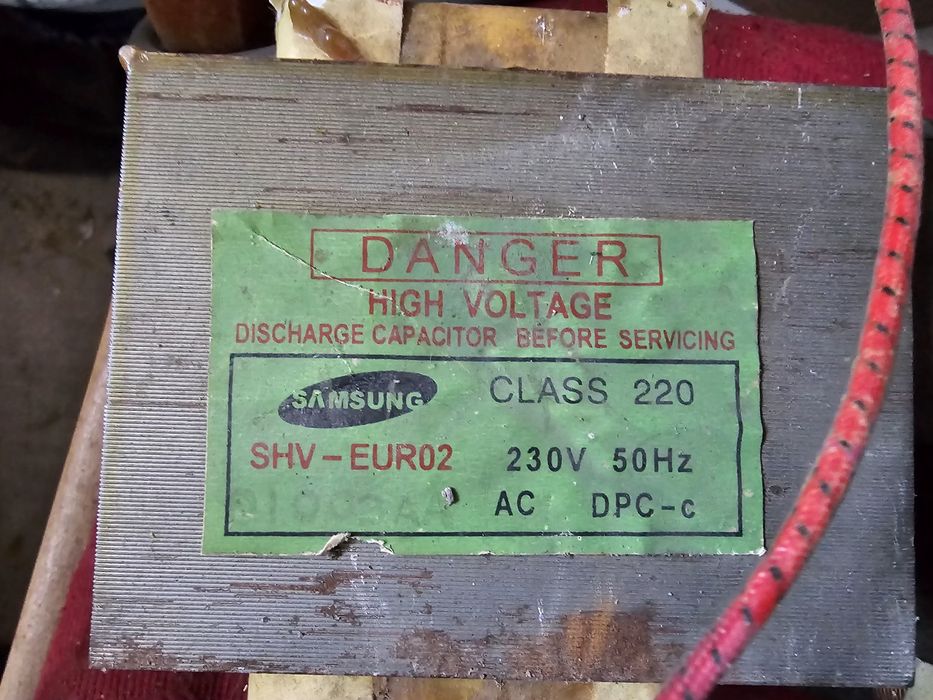 DANGER
HIGH VOLTAGE
DISCHARGE CAPACITOR BEFORE SERVICING
SAMSUNG CLASS 220
SHV-EUR02 230V 50Hz
AC DPC-c